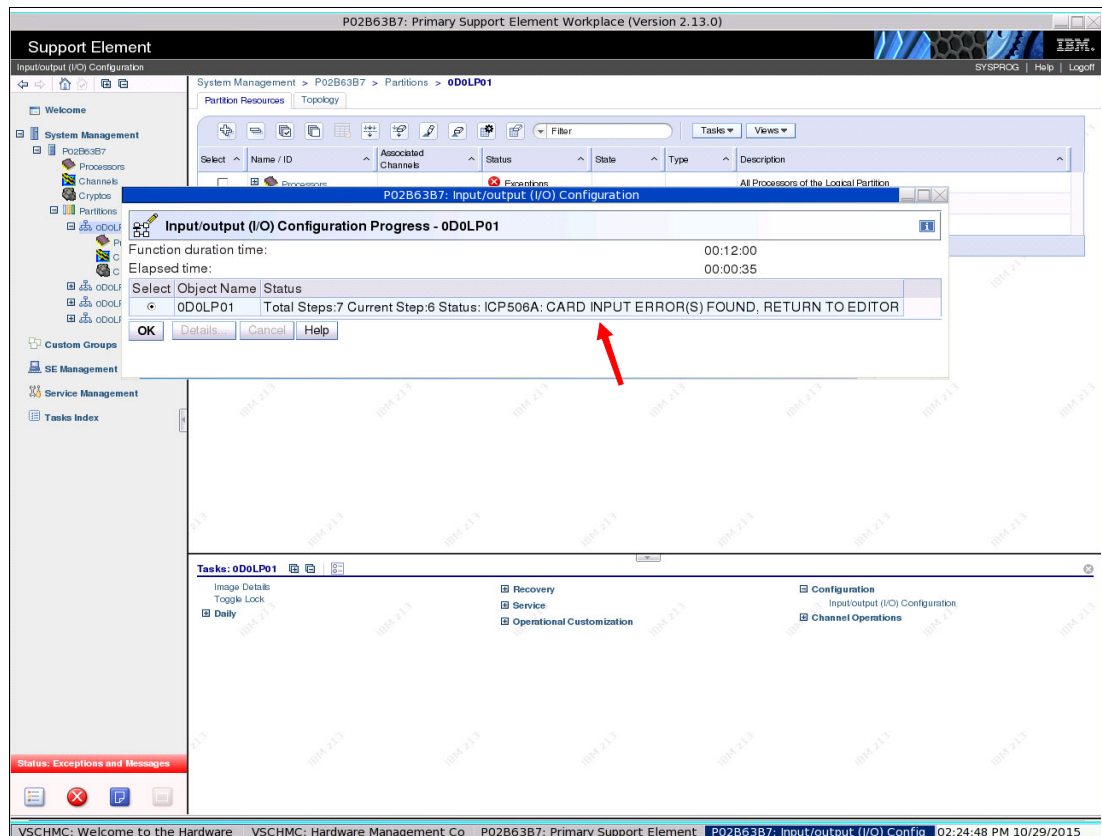 P02B63B7: Primary Support Element Workplace (Version 2.13.0)
Support Element
IBM.
Input/output (I/O) Configuration
SYSPROG | Help | Logoff
System Management > P02B63B7 > Partitions > 0D0LP01
Partition Resources Topology
Welcome
System Management
P02B63B7
Processors
Channels
Cryptos
Partitions
Filter
Tasks Views
Select Name / ID Associated Channels Status State Type Description
Processors Exceptions All Processors of the Logical Partition
P02B63B7: Input/output (I/O) Configuration
Input/output (I/O) Configuration Progress - 0D0LP01
Function duration time: 00:12:00
Elapsed time: 00:00:35
Select Object Name Status
0D0LP01 Total Steps:7 Current Step:6 Status: ICP506A: CARD INPUT ERROR(S) FOUND, RETURN TO EDITOR
OK Details... Cancel Help
Custom Groups
SE Management
Service Management
Tasks Index
Tasks: 0D0LP01
Image Details
Toggle Lock
Daily
Recovery
Service
Operational Customization
Configuration
Input/output (I/O) Configuration
Channel Operations
Status: Exceptions and Messages
VSCHMC: Welcome to the Hardware VSCHMC: Hardware Management Co P02B63B7: Primary Support Element P02B63B7: Input/output (I/O) Config 02:24:48 PM 10/29/2015